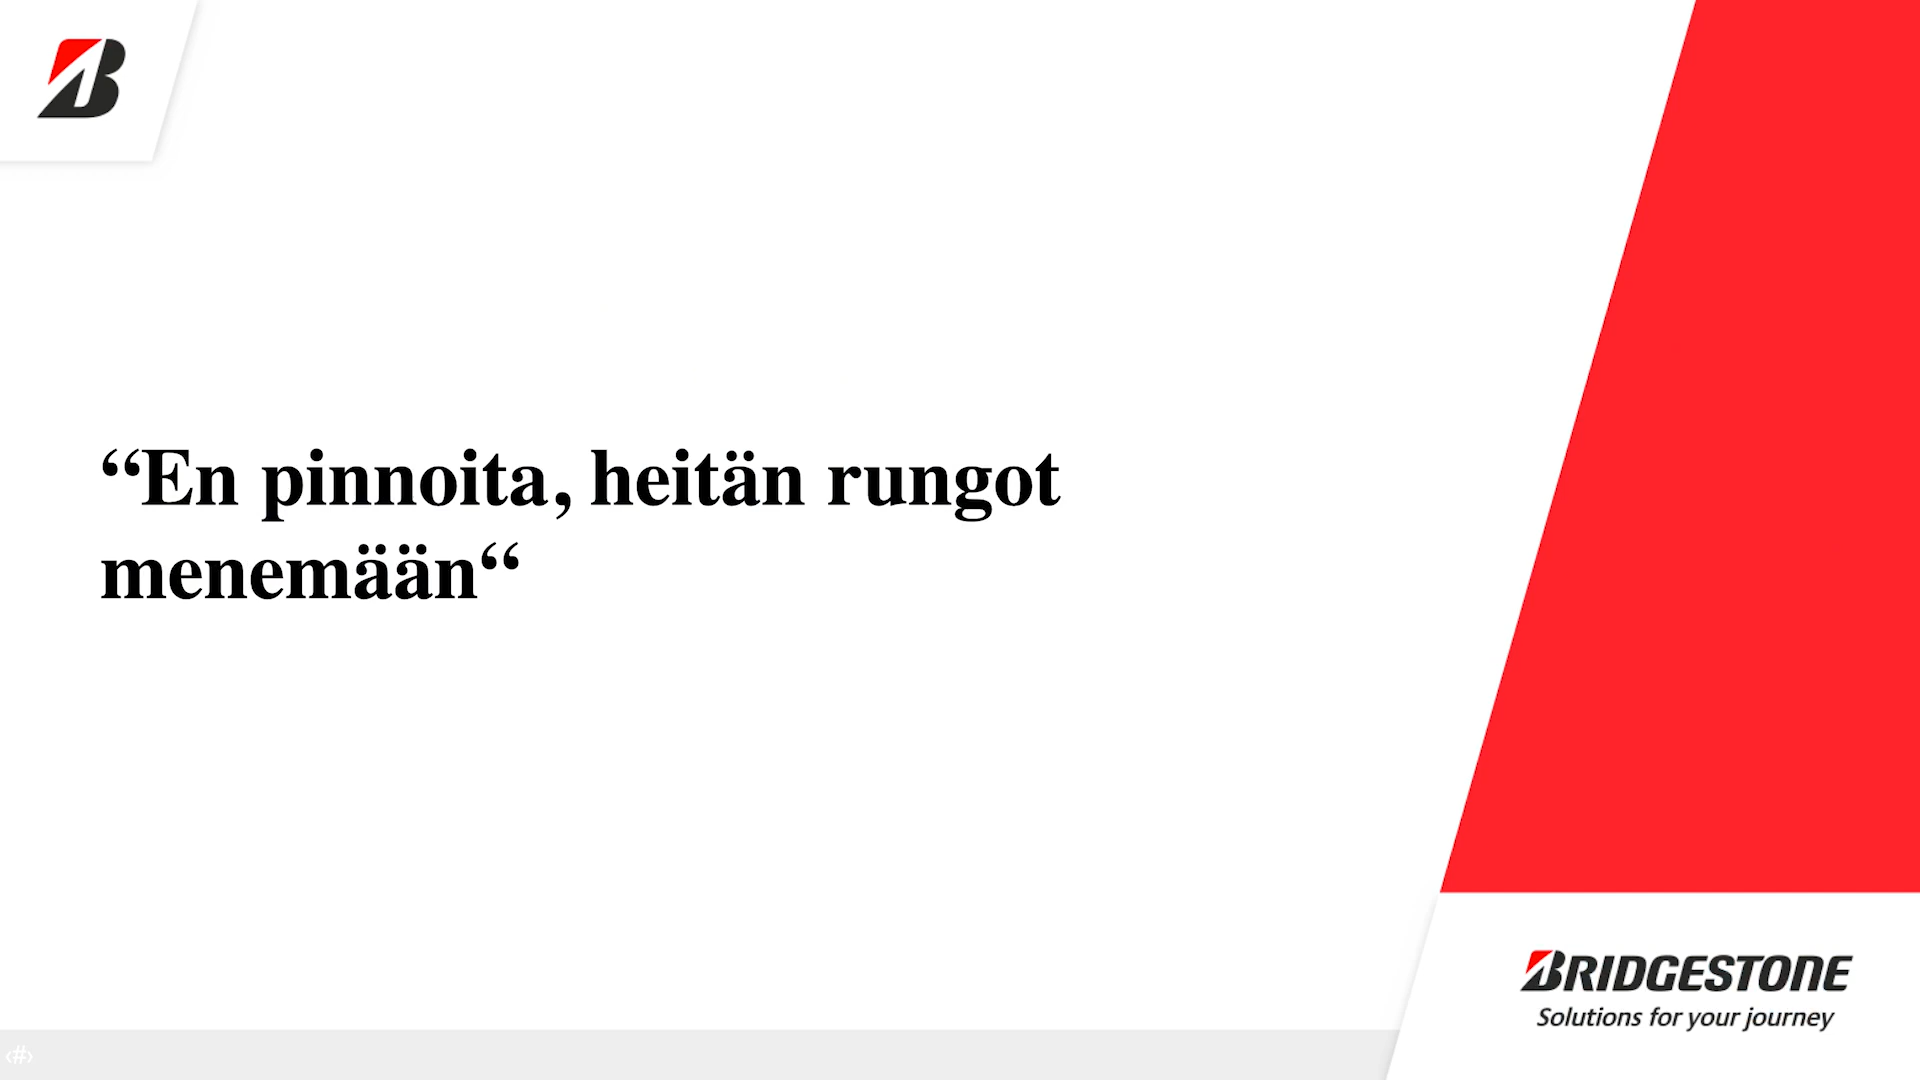 “En pinnoita, heitän rungot
menemään“
BRIDGESTONE
Solutions for your journey
‹#›